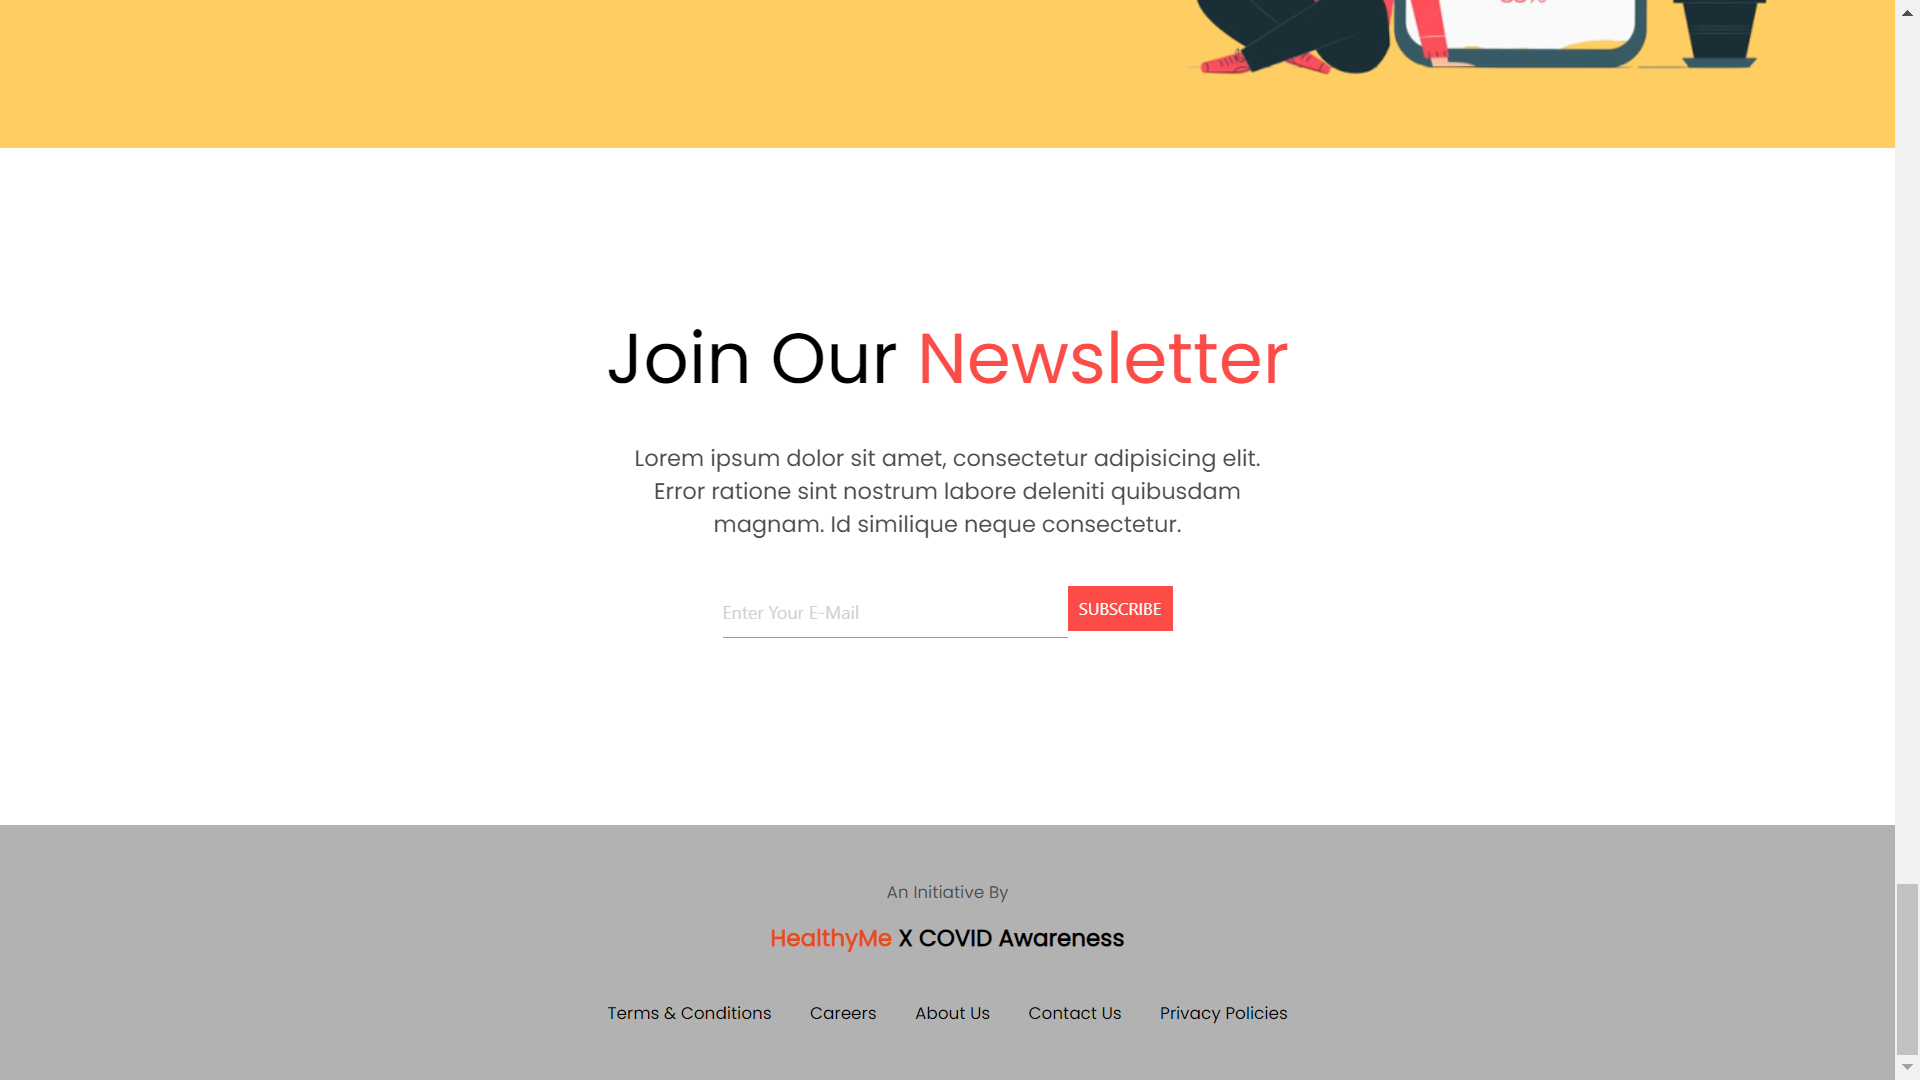 Join Our Newsletter
Lorem ipsum dolor sit amet, consectetur adipisicing elit.
Error ratione sint nostrum labore deleniti quibusdam
magnam. Id similique neque consectetur.
Enter Your E-Mail
SUBSCRIBE
An Initiative By
HealthyMe X COVID Awareness
Terms & Conditions
Careers
About Us
Contact Us
Privacy Policies